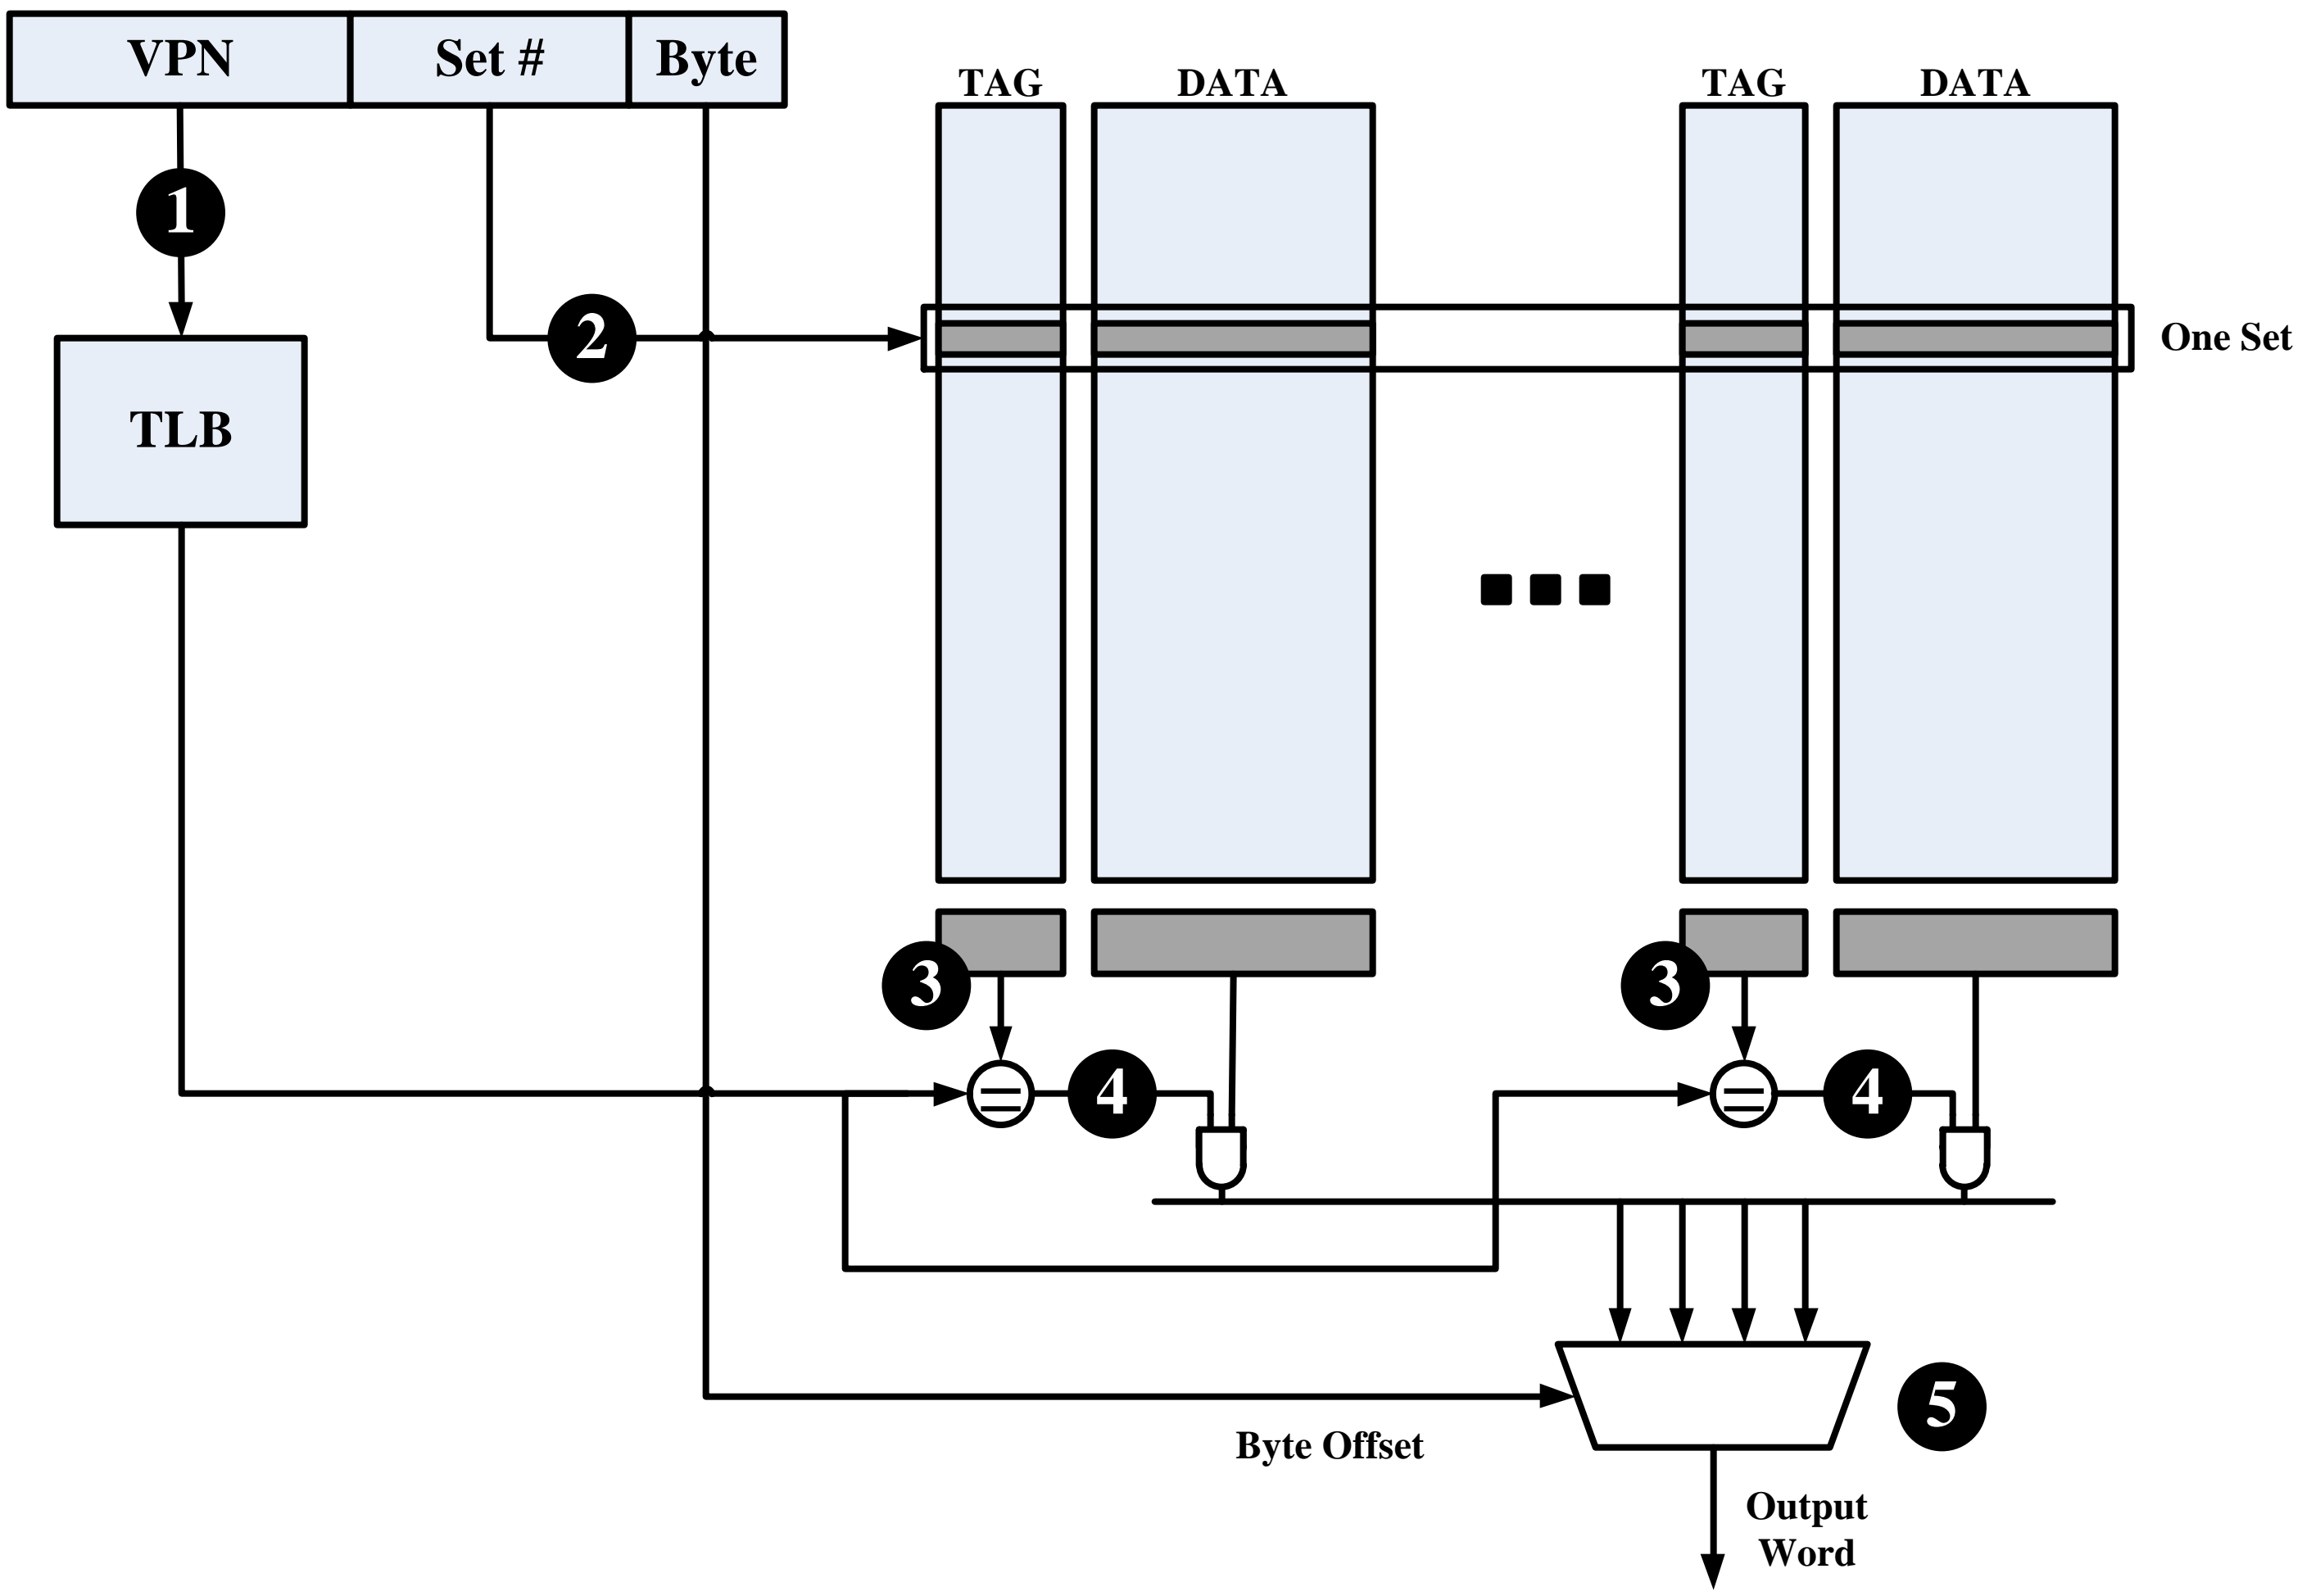 VPN Set # Byte
TAG DATA TAG DATA
1
2
One Set
TLB
3 3
4 4
5
Byte Offset
Output
Word